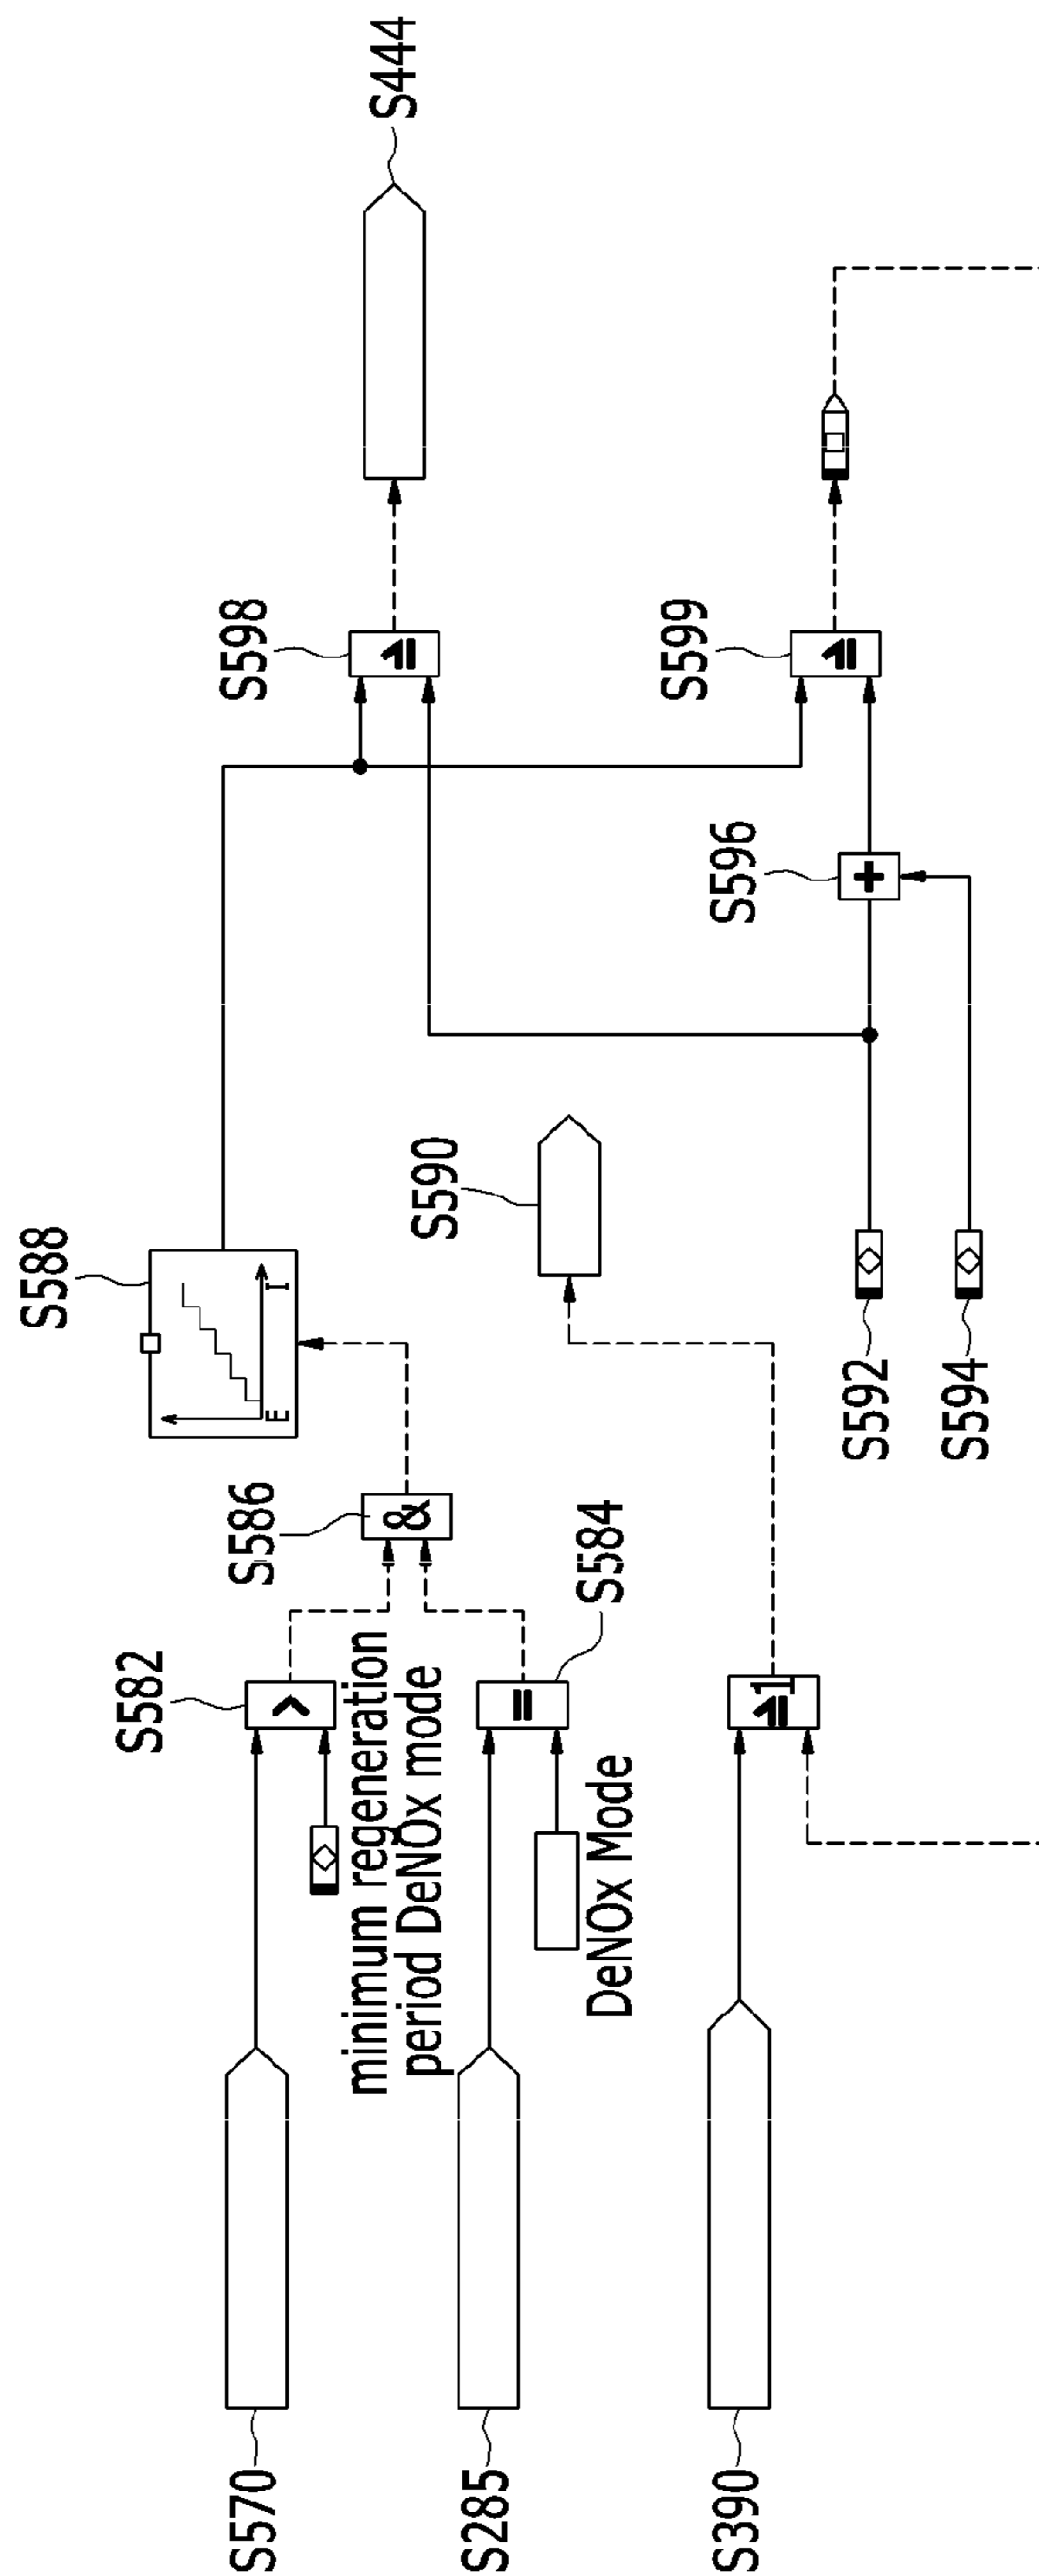 S588
S582
S586
S598
S570
>
E
I
minimum regeneration
S444
≥
&
period DeNOx mode
S590
S285
=
S584
DeNOx Mode
S599
S390
S596
≥1
≥
S592
+
S594